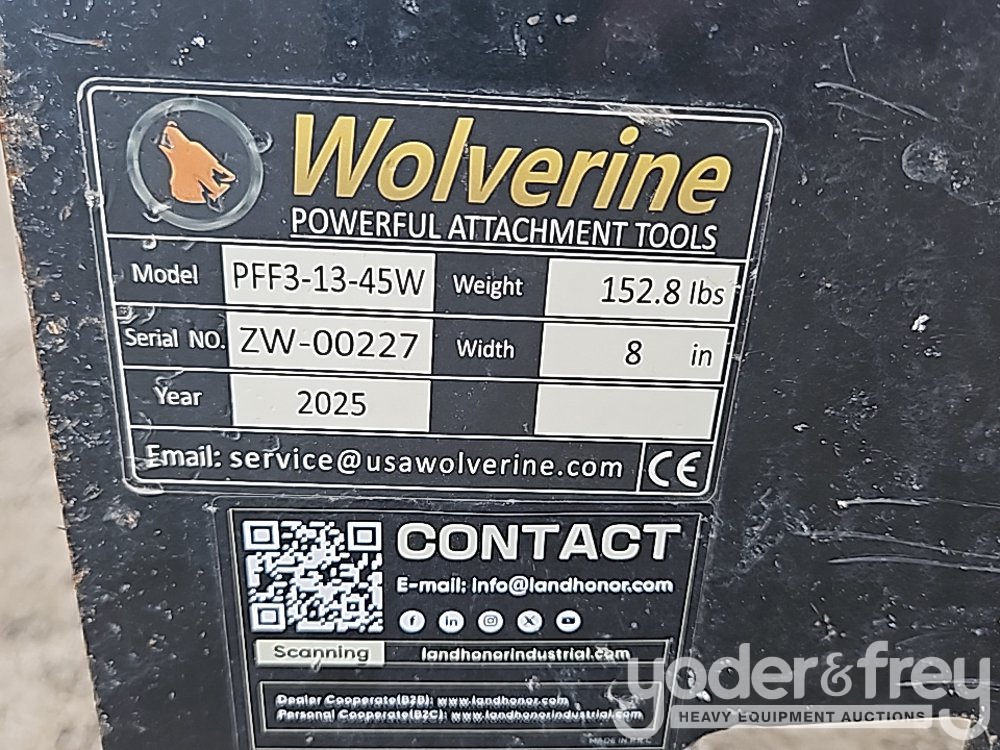 Wolverine
POWERFUL ATTACHMENT TOOLS
Model PFF3-13-45W Weight 152.8 lbs
Serial NO. ZW-00227 Width 8 in
Year 2025
Email: service@usawolverine.com CE
CONTACT
E-mail: info@landhonor.com
Scanning landhonorindustrial.com
Dealer Cooperate(B2B): www.landhonor.com
Personal Cooperate(B2C): www.landhonorindustrial.com
MADE IN P.R.C
yoder&frey
HEAVY EQUIPMENT AUCTIONS